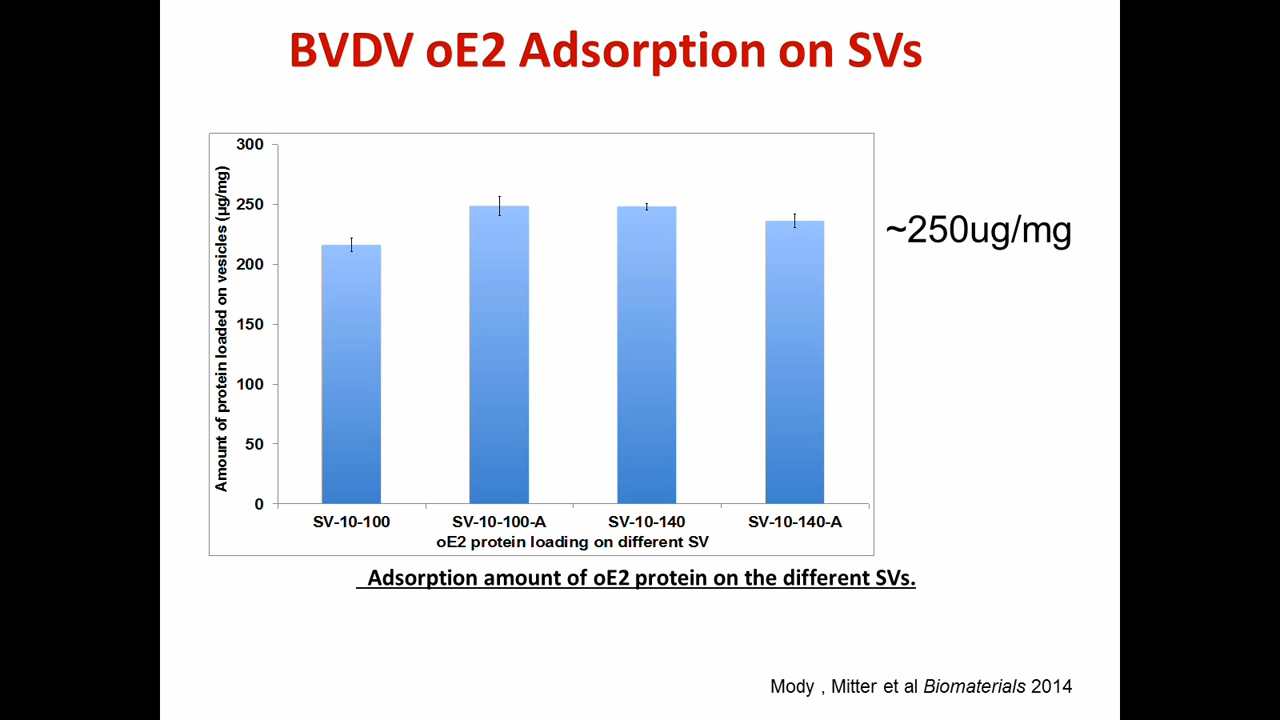 BVDV oE2 Adsorption on SVs
Amount of protein loaded on vesicles (µg/mg)
300
250
200
150
100
50
0
SV-10-100 SV-10-100-A SV-10-140 SV-10-140-A
oE2 protein loading on different SV
~250ug/mg
Adsorption amount of oE2 protein on the different SVs.
Mody , Mitter et al Biomaterials 2014